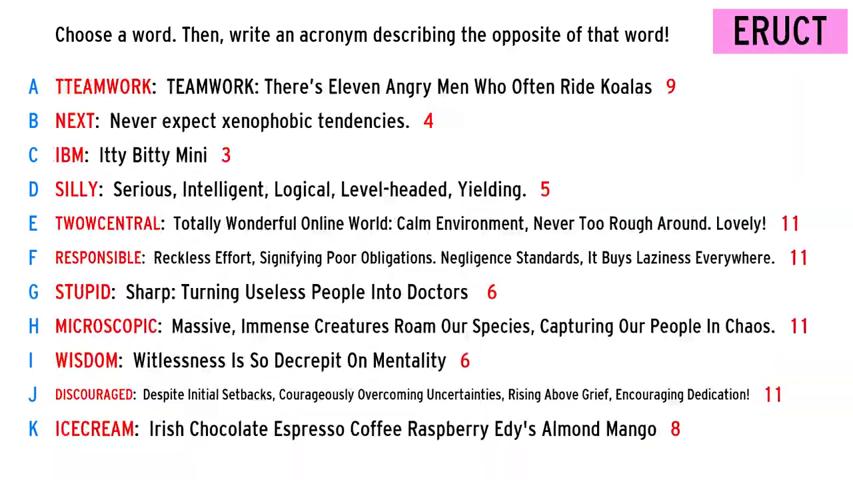 Choose a word. Then, write an acronym describing the opposite of that word!
ERUCT
A TTEAMWORK: TEAMWORK: There's Eleven Angry Men Who Often Ride Koalas 9
B NEXT: Never expect xenophobic tendencies. 4
C IBM: Itty Bitty Mini 3
D SILLY: Serious, Intelligent, Logical, Level-headed, Yielding. 5
E TWOWCENTRAL: Totally Wonderful Online World: Calm Environment, Never Too Rough Around. Lovely! 11
F RESPONSIBLE: Reckless Effort, Signifying Poor Obligations. Negligence Standards, It Buys Laziness Everywhere. 11
G STUPID: Sharp: Turning Useless People Into Doctors 6
H MICROSCOPIC: Massive, Immense Creatures Roam Our Species, Capturing Our People In Chaos. 11
I WISDOM: Witlessness Is So Decrepit On Mentality 6
J DISCOURAGED: Despite Initial Setbacks, Courageously Overcoming Uncertainties, Rising Above Grief, Encouraging Dedication! 11
K ICECREAM: Irish Chocolate Espresso Coffee Raspberry Edy's Almond Mango 8